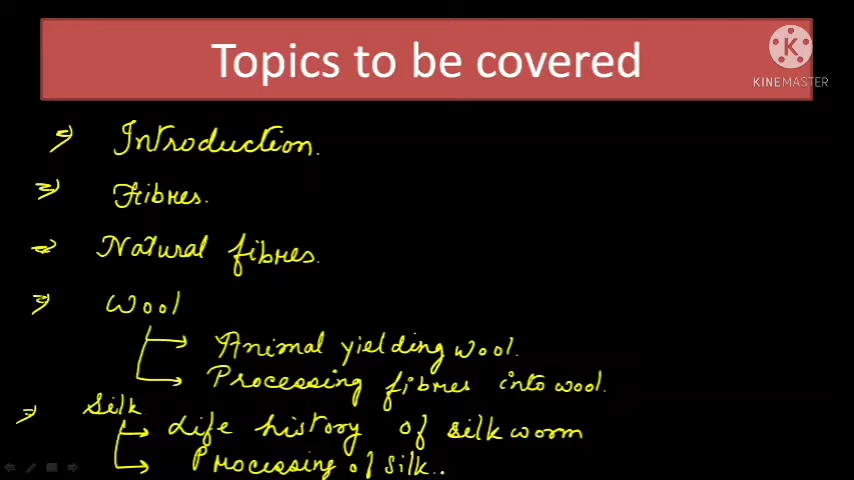 Topics to be covered
K
KINEMASTER
Introduction.
Fibres.
Natural fibres.
Wool
Animal yielding wool.
Processing fibres into wool.
Silk
Life history of silkworm
Processing of silk..